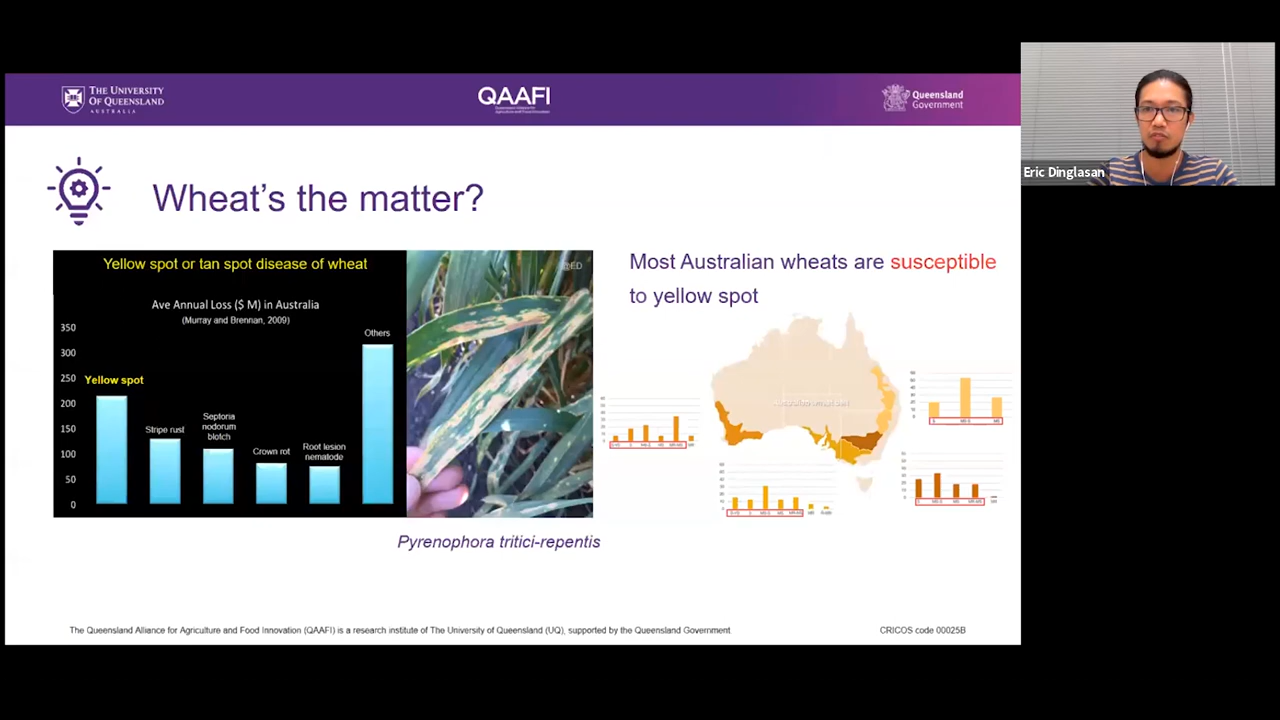 THE UNIVERSITY
OF QUEENSLAND
AUSTRALIA
QAAFI
Queensland
Government
Eric Dinglasan
Wheat's the matter?
Yellow spot or tan spot disease of wheat
Ave Annual Loss ($ M) in Australia
(Murray and Brennan, 2009)
350
300
250
200
150
100
50
0
Yellow spot
Stripe rust
Septoria
nodorum
blotch
Crown rot
Root lesion
nematode
Others
@ED
Pyrenophora tritici-repentis
Most Australian wheats are susceptible
to yellow spot
The Queensland Alliance for Agriculture and Food Innovation (QAAFI) is a research institute of The University of Queensland (UQ), supported by the Queensland Government
CRICOS code 00025B